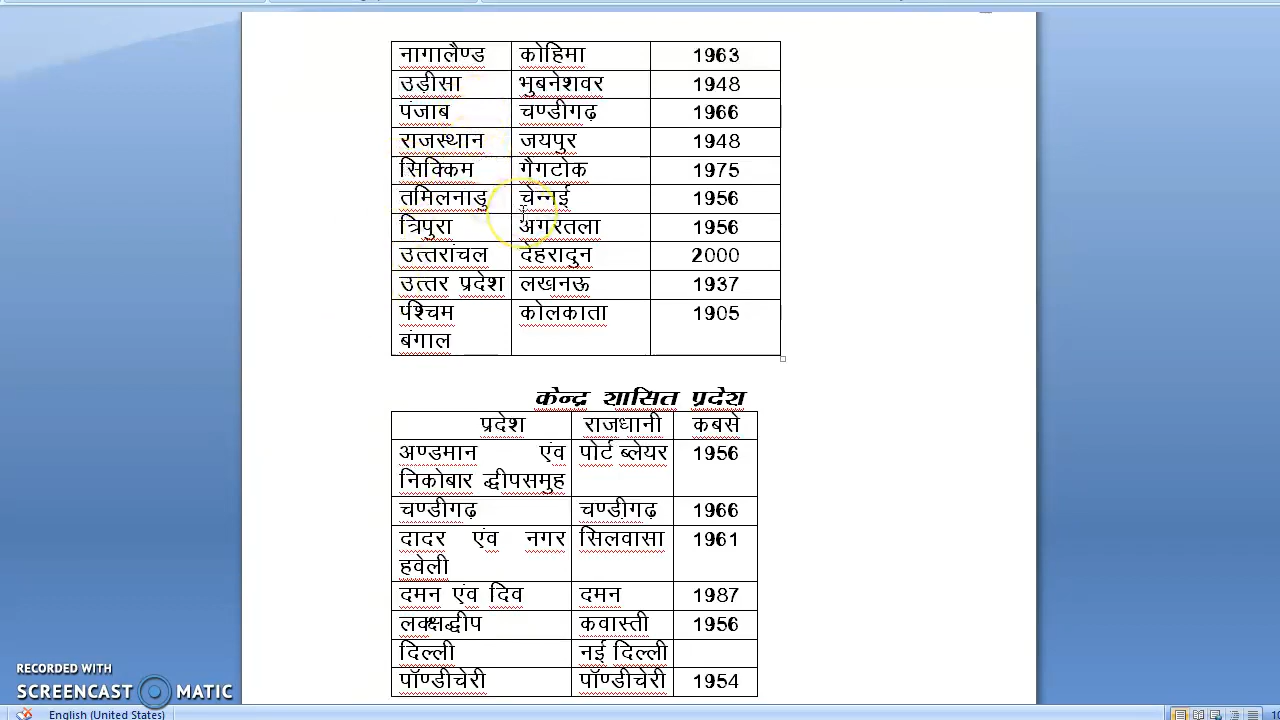 नागालैण्ड कोहिमा 1963
उड़ीसा भुबनेशवर 1948
पंजाब चण्डीगढ़ 1966
राजस्थान जयपुर 1948
सिक्किम गैगटोक 1975
तमिलनाडु चेन्नई 1956
त्रिपुरा अगरतला 1956
उत्तरांचल देहरादुन 2000
उत्तर प्रदेश लखनऊ 1937
पश्चिम कोलकाता 1905
बंगाल
केन्द्र शासित प्रदेश
प्रदेश राजधानी कबसे
अण्डमान एंव पोर्ट ब्लेयर 1956
निकोबार द्वीपसमुह
चण्डीगढ़ चण्डी़गढ़ 1966
दादर एंव नगर सिलवासा 1961
हवेली
दमन एंव दिव दमन 1987
लक्षद्वीप कवास्ती 1956
दिल्ली नई दिल्ली
पॉण्डीचेरी पॉण्डीचेरी 1954
RECORDED WITH
SCREENCAST MATIC
English (United States)